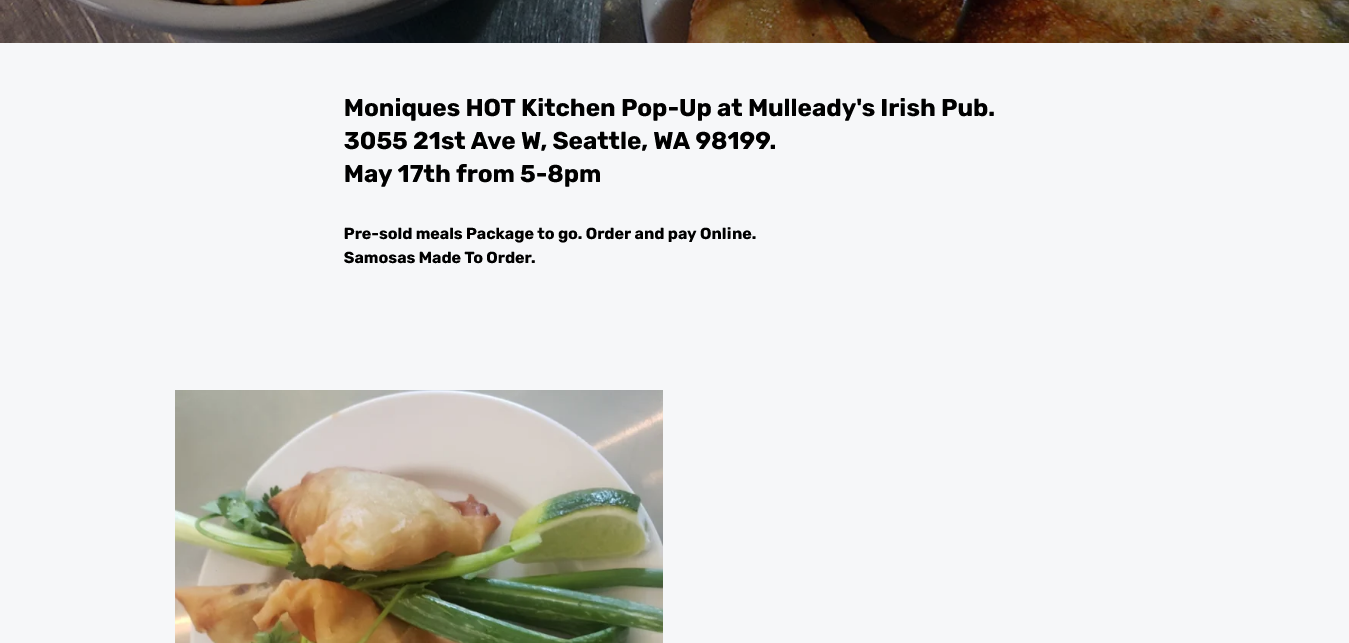 Moniques HOT Kitchen Pop-Up at Mulleady's Irish Pub.
3055 21st Ave W, Seattle, WA 98199.
May 17th from 5-8pm
Pre-sold meals Package to go. Order and pay Online.
Samosas Made To Order.